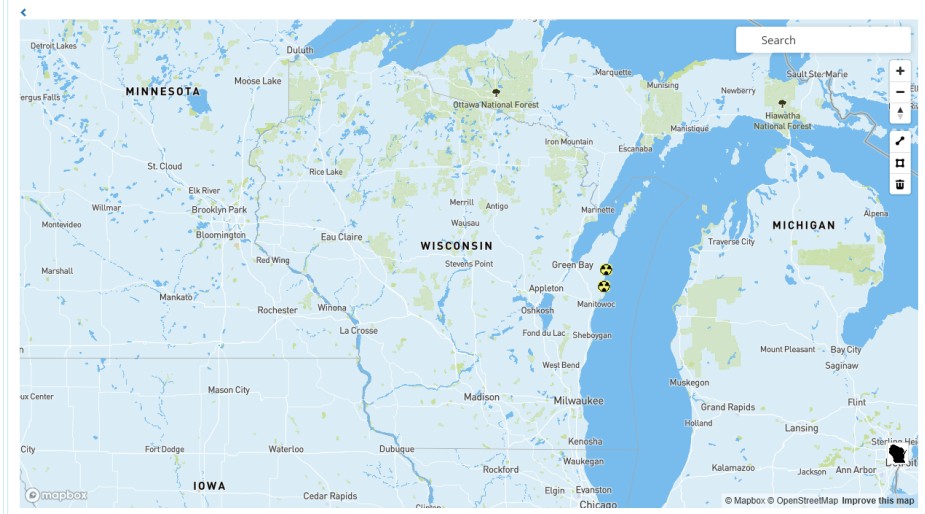 Search
Detroit Lakes
Duluth
Marquette
Sault Ste. Marie
Moose Lake
Munising
Newberry
MINNESOTA
Ottawa National Forest
Hiawatha
National Forest
Manistique
Iron Mountain
Escanaba
St. Cloud
Rice Lake
Elk River
Merrill
Antigo
Willmar
Brooklyn Park
Marinette
Alpena
Montevideo
Wausau
MICHIGAN
Bloomington
Eau Claire
WISCONSIN
Traverse City
Red Wing
Stevens Point
Green Bay
Marshall
Appleton
Mankato
Manitowoc
Rochester
Winona
Oshkosh
La Crosse
Fond du Lac
Sheboygan
Mount Pleasant
Bay City
West Bend
Saginaw
Mason City
Muskegon
Madison
Milwaukee
Flint
Grand Rapids
Holland
Lansing
Kenosha
City
Fort Dodge
Waterloo
Dubuque
Waukegan
Rockford
Kalamazoo
Jackson
Ann Arbor
IOWA
Elgin
Evanston
Cedar Rapids
mapbox
Chicago
© Mapbox © OpenStreetMap Improve this map